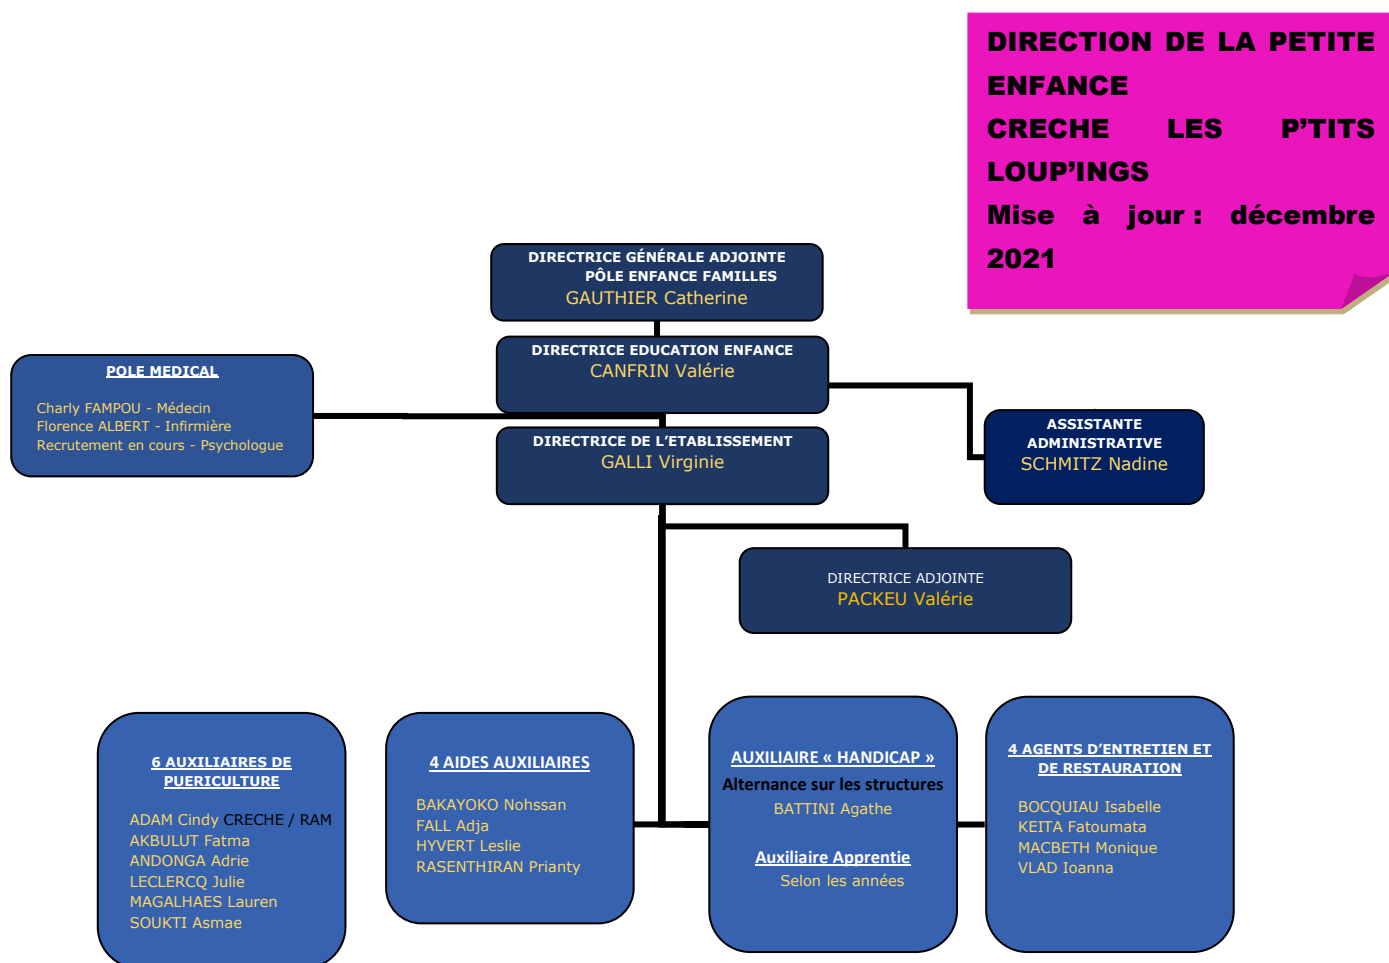 DIRECTION DE LA PETITE
ENFANCE
CRECHE LES P’TITS
LOUP’INGS
Mise à jour : décembre
2021
DIRECTRICE GÉNÉRALE ADJOINTE
PÔLE ENFANCE FAMILLES
GAUTHIER Catherine
DIRECTRICE EDUCATION ENFANCE
CANFRIN Valérie
POLE MEDICAL
Charly FAMPOU - Médecin
Florence ALBERT - Infirmière
Recrutement en cours - Psychologue
DIRECTRICE DE L’ETABLISSEMENT
GALLI Virginie
ASSISTANTE
ADMINISTRATIVE
SCHMITZ Nadine
DIRECTRICE ADJOINTE
PACKEU Valérie
6 AUXILIAIRES DE
PUERICULTURE
ADAM Cindy CRECHE / RAM
AKBULUT Fatma
ANDONGA Adrie
LECLERCQ Julie
MAGALHAES Lauren
SOUKTI Asmae
4 AIDES AUXILIAIRES
BAKAYOKO Nohssan
FALL Adja
HYVERT Leslie
RASENTHIRAN Prianty
AUXILIAIRE « HANDICAP »
Alternance sur les structures
BATTINI Agathe
Auxiliaire Apprentie
Selon les années
4 AGENTS D’ENTRETIEN ET
DE RESTAURATION
BOCQUIAU Isabelle
KEITA Fatoumata
MACBETH Monique
VLAD Ioanna